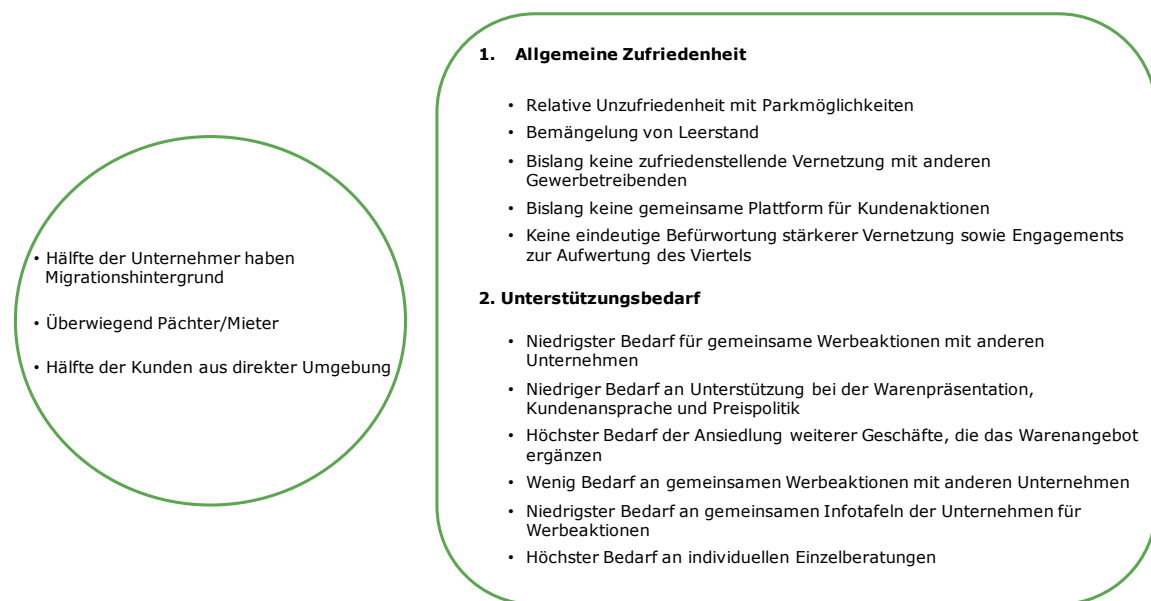 • Hälfte der Unternehmer haben
Migrationshintergrund
• Überwiegend Pächter/Mieter
• Hälfte der Kunden aus direkter Umgebung
1. Allgemeine Zufriedenheit
• Relative Unzufriedenheit mit Parkmöglichkeiten
• Bemängelung von Leerstand
• Bislang keine zufriedenstellende Vernetzung mit anderen
Gewerbetreibenden
• Bislang keine gemeinsame Plattform für Kundenaktionen
• Keine eindeutige Befürwortung stärkerer Vernetzung sowie Engagements
zur Aufwertung des Viertels
2. Unterstützungsbedarf
• Niedrigster Bedarf für gemeinsame Werbeaktionen mit anderen
Unternehmen
• Niedriger Bedarf an Unterstützung bei der Warenpräsentation,
Kundenansprache und Preispolitik
• Höchster Bedarf der Ansiedlung weiterer Geschäfte, die das Warenangebot
ergänzen
• Wenig Bedarf an gemeinsamen Werbeaktionen mit anderen Unternehmen
• Niedrigster Bedarf an gemeinsamen Infotafeln der Unternehmen für
Werbeaktionen
• Höchster Bedarf an individuellen Einzelberatungen